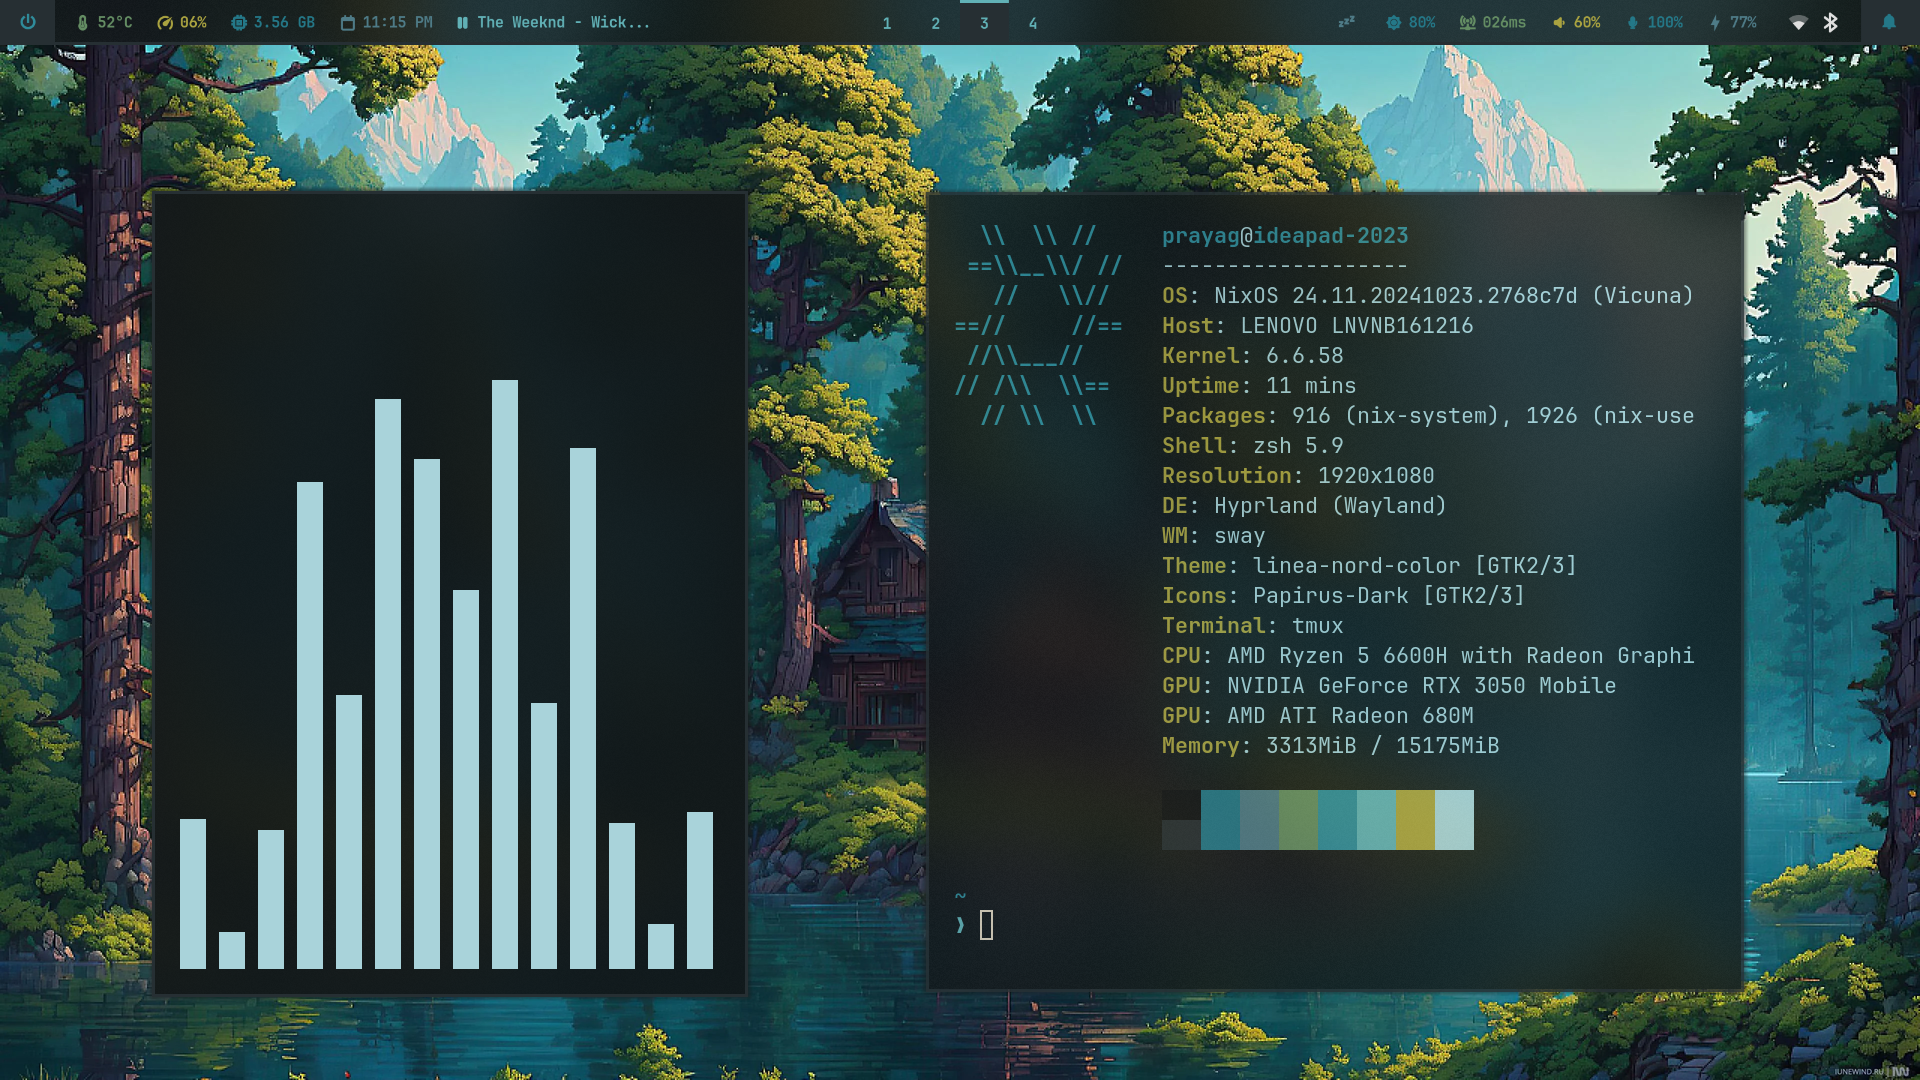 52°C 06% 3.56 GB 11:15 PM The Weeknd - Wick... 1 2 3 4 zzz 80% 026ms 60% 100% 77%
\\  \\ //
==\\__\\/ //
//   \\//
==//     //==
//\\___//
// /\\  \\==
// \\  \\
prayag@ideapad-2023
-------------------
OS: NixOS 24.11.20241023.2768c7d (Vicuna)
Host: LENOVO LNVNB161216
Kernel: 6.6.58
Uptime: 11 mins
Packages: 916 (nix-system), 1926 (nix-use
Shell: zsh 5.9
Resolution: 1920x1080
DE: Hyprland (Wayland)
WM: sway
Theme: linea-nord-color [GTK2/3]
Icons: Papirus-Dark [GTK2/3]
Terminal: tmux
CPU: AMD Ryzen 5 6600H with Radeon Graphi
GPU: NVIDIA GeForce RTX 3050 Mobile
GPU: AMD ATI Radeon 680M
Memory: 3313MiB / 15175MiB
~
❯
JUNEWIND.RU